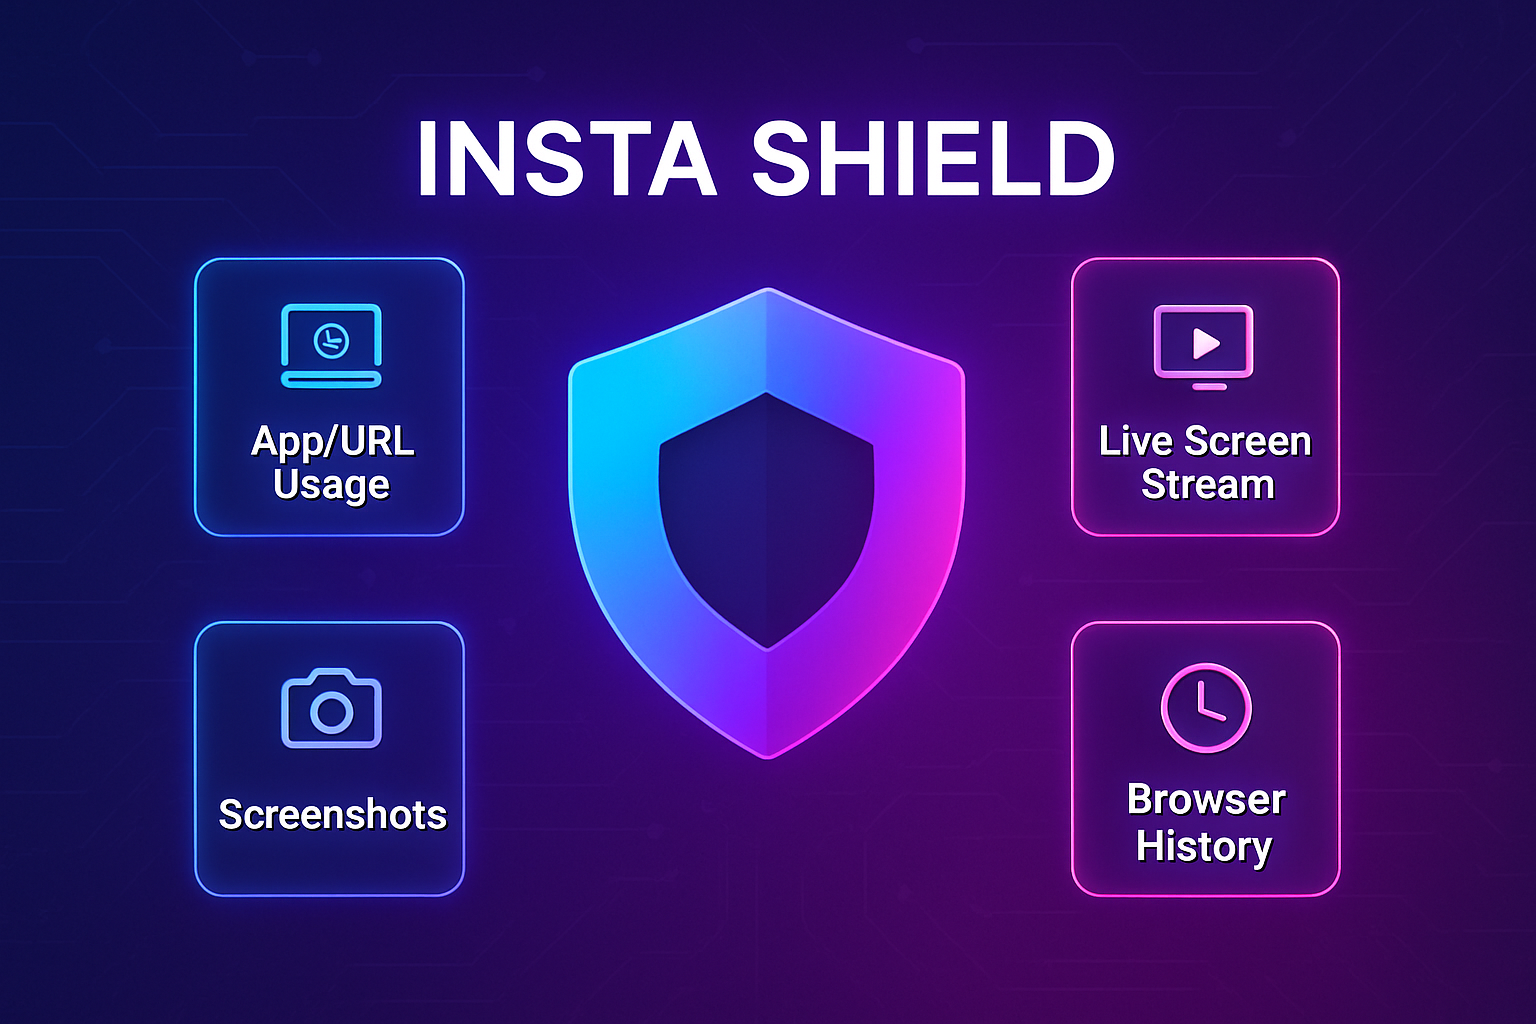 INSTA SHIELD
App/URL
Usage
Live Screen
Stream
Screenshots
Browser
History